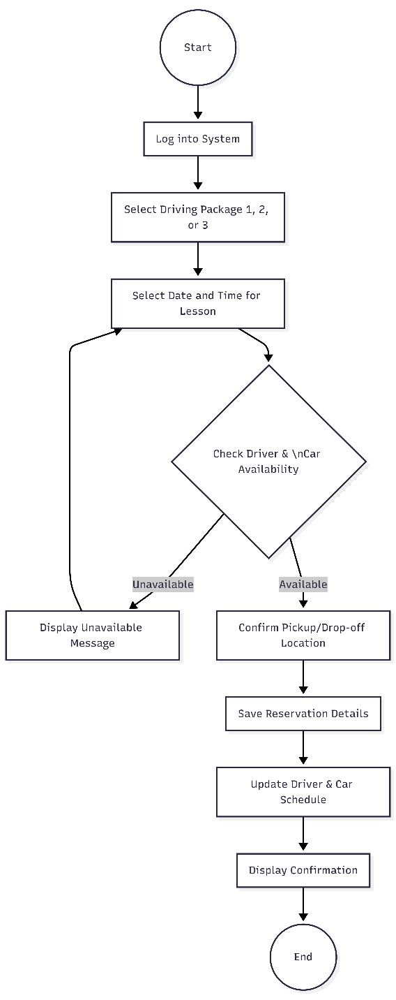 Start
Log into System
Select Driving Package 1, 2,
or 3
Select Date and Time for
Lesson
Check Driver & \nCar
Availability
Unavailable
Available
Display Unavailable
Message
Confirm Pickup/Drop-off
Location
Save Reservation Details
Update Driver & Car
Schedule
Display Confirmation
End